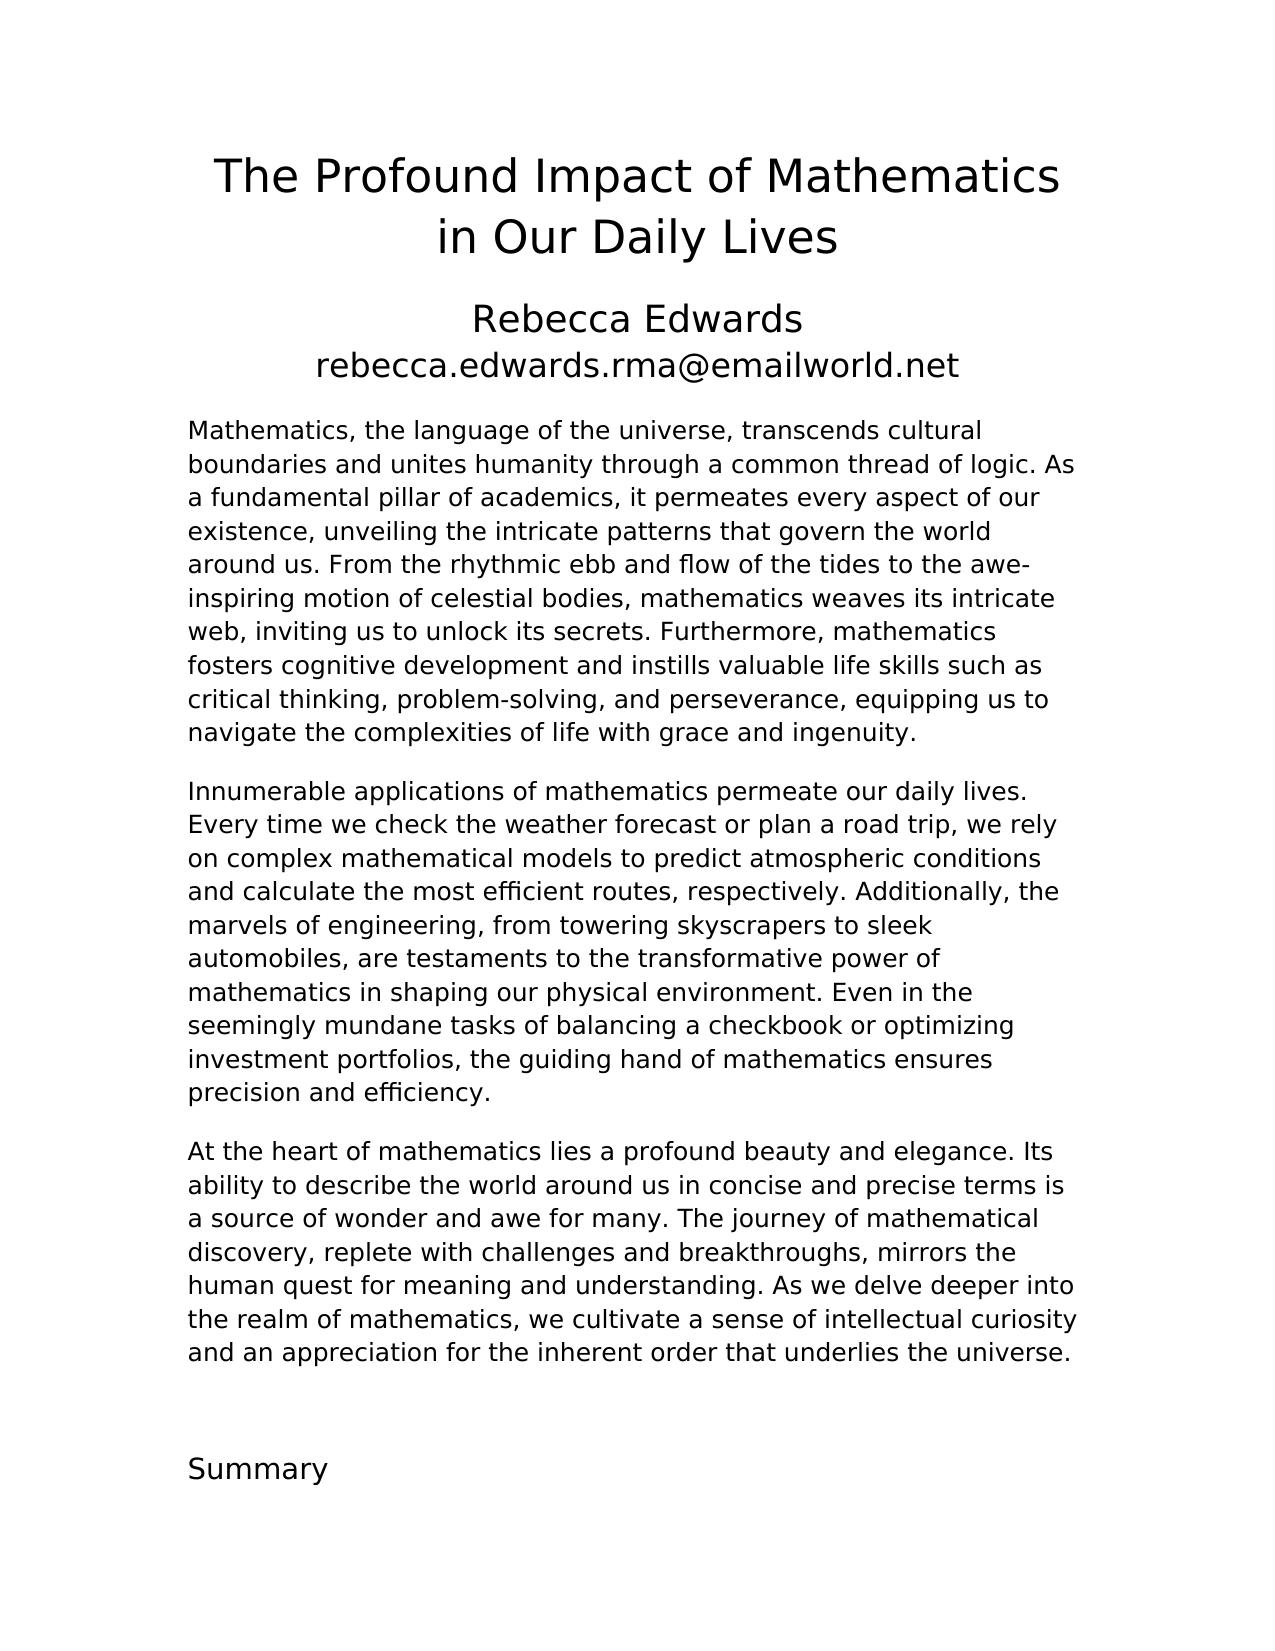 The Profound Impact of Mathematics
in Our Daily Lives
Rebecca Edwards
rebecca.edwards.rma@emailworld.net
Mathematics, the language of the universe, transcends cultural
boundaries and unites humanity through a common thread of logic. As
a fundamental pillar of academics, it permeates every aspect of our
existence, unveiling the intricate patterns that govern the world
around us. From the rhythmic ebb and flow of the tides to the awe-
inspiring motion of celestial bodies, mathematics weaves its intricate
web, inviting us to unlock its secrets. Furthermore, mathematics
fosters cognitive development and instills valuable life skills such as
critical thinking, problem-solving, and perseverance, equipping us to
navigate the complexities of life with grace and ingenuity.
Innumerable applications of mathematics permeate our daily lives.
Every time we check the weather forecast or plan a road trip, we rely
on complex mathematical models to predict atmospheric conditions
and calculate the most efficient routes, respectively. Additionally, the
marvels of engineering, from towering skyscrapers to sleek
automobiles, are testaments to the transformative power of
mathematics in shaping our physical environment. Even in the
seemingly mundane tasks of balancing a checkbook or optimizing
investment portfolios, the guiding hand of mathematics ensures
precision and efficiency.
At the heart of mathematics lies a profound beauty and elegance. Its
ability to describe the world around us in concise and precise terms is
a source of wonder and awe for many. The journey of mathematical
discovery, replete with challenges and breakthroughs, mirrors the
human quest for meaning and understanding. As we delve deeper into
the realm of mathematics, we cultivate a sense of intellectual curiosity
and an appreciation for the inherent order that underlies the universe.
Summary